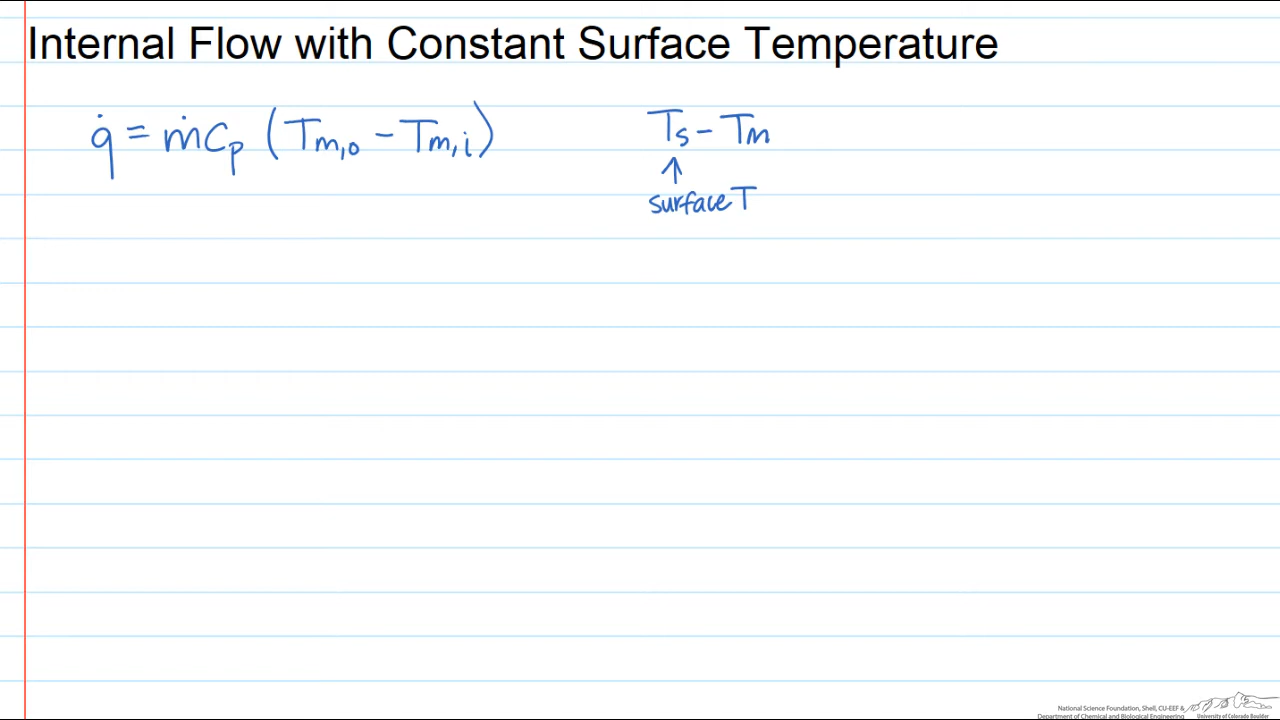 Internal Flow with Constant Surface Temperature
q̇ = ṁCp (Tm,o − Tm,i)
Ts − Tm
↑
surface T
National Science Foundation, Shell, CU-EEF &
Department of Chemical and Biological Engineering
University of Colorado Boulder